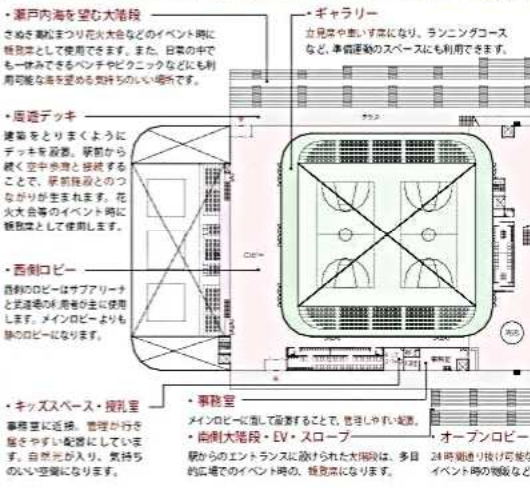 ・瀬戸内海を望む大階段
さぬき高松まつり花火大会などのイベント時に
観覧席として使用できます。また、日常の中で
も一休みできるベンチやピクニックなどにも利
用可能な海を望める気持ちのいい場所です。
・ギャラリー
立見席や車いす席になり、ランニングコース
など、準備運動のスペースにも利用できます。
・周遊デッキ
建築をとりまくように
デッキを設置。駅前から
続く空中歩廊と接続する
ことで、駅前施設とのつ
ながりが生まれます。花
火大会等のイベント時に
観覧席として使用します。
テラス
ロビー
・西側ロビー
西側のロビーはサブアリーナ
と武道場の利用者が主に使用
します。メインロビーよりも
静のロビーになります。
事務室
・キッズスペース・授乳室
事務室に近接、管理が行き
届きやすい配置にしていま
す。自然光が入り、気持ち
のいい空間になります。
・事務室
メインロビーに面して設置することで、管理しやすい配置。
・南側大階段・EV・スロープ
駅からのエントランスに設けられた大階段は、多目
的広場でのイベント時の、観覧席になります。
・オープンロビー
24時間通り抜け可能な
イベント時の物販など